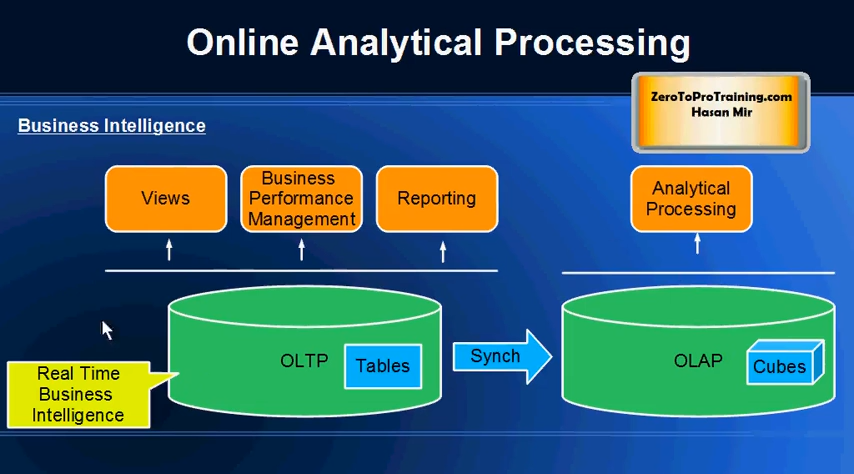 Online Analytical Processing
ZeroToProTraining.com
Hasan Mir
Business Intelligence
Views
Business
Performance
Management
Reporting
Analytical
Processing
OLTP
Tables
Synch
OLAP
Cubes
Real Time
Business
Intelligence